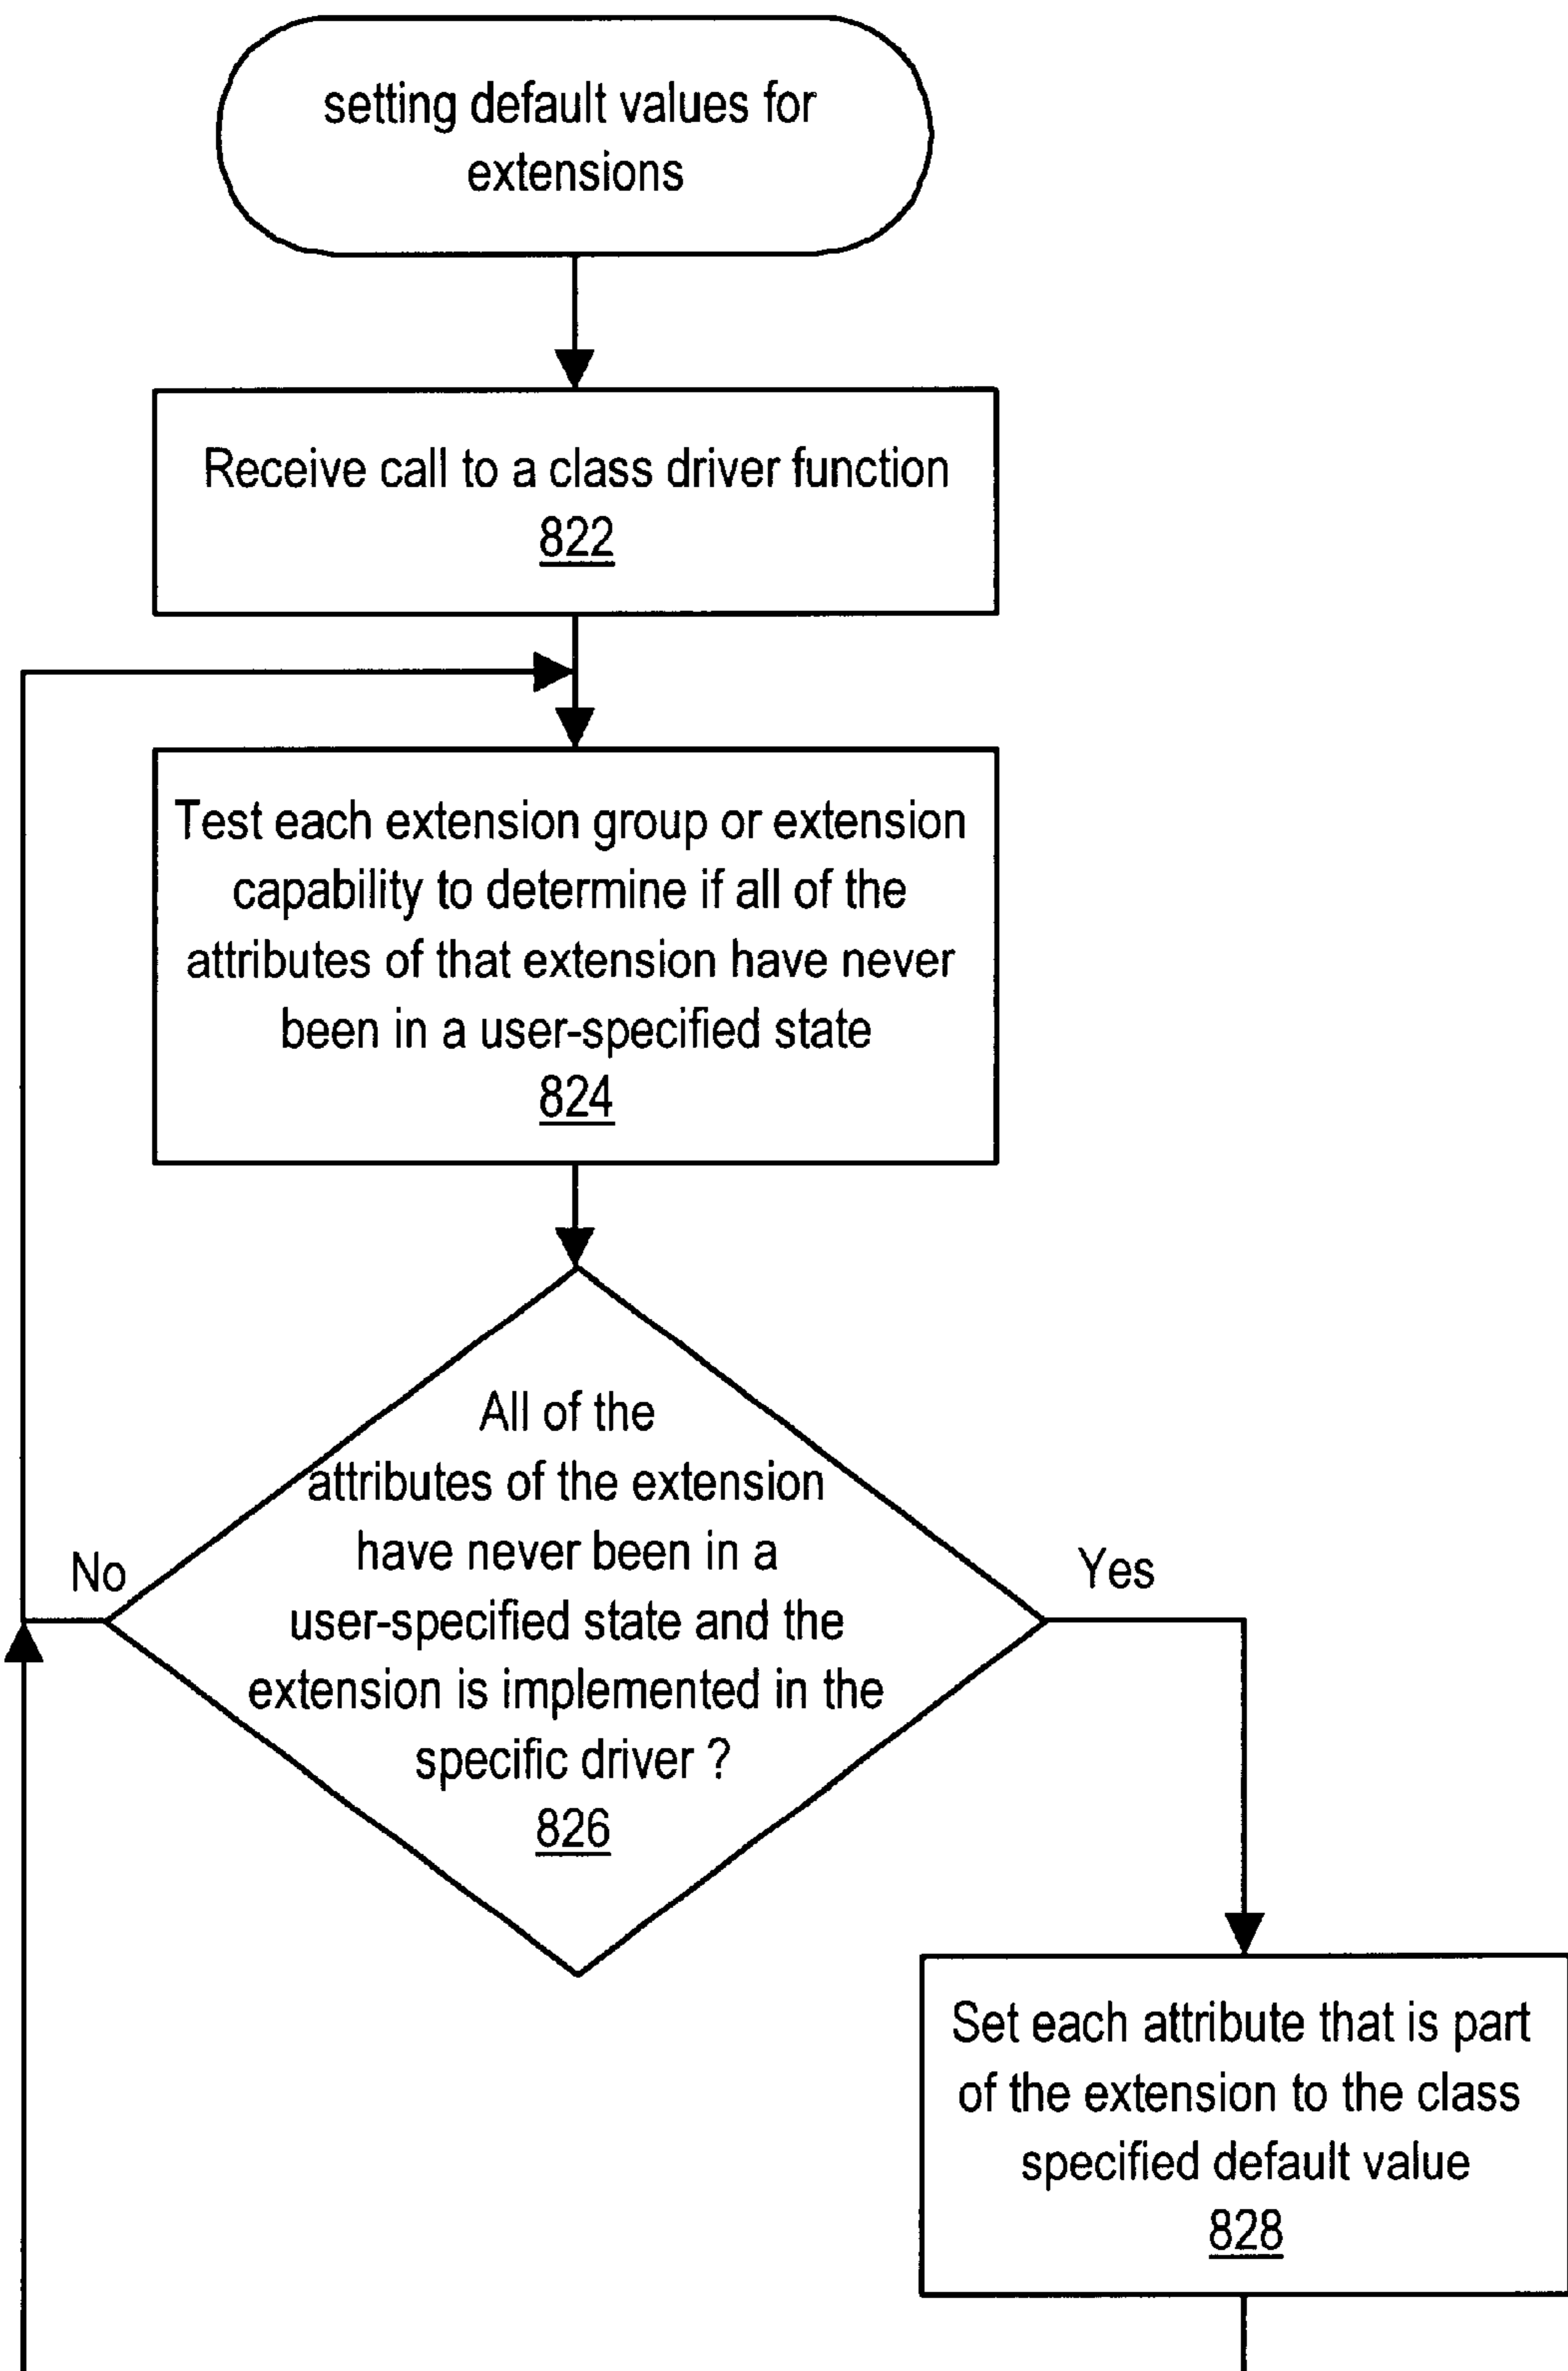 setting default values for
extensions
Receive call to a class driver function
822
Test each extension group or extension
capability to determine if all of the
attributes of that extension have never
been in a user-specified state
824
All of the
attributes of the extension
have never been in a
user-specified state and the
extension is implemented in the
specific driver ?
826
No
Yes
Set each attribute that is part
of the extension to the class
specified default value
828